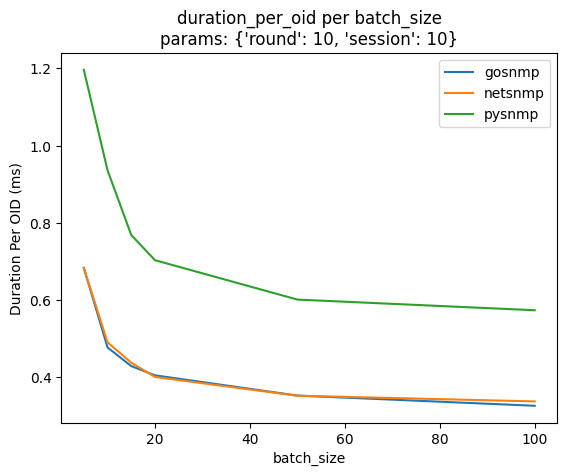 duration_per_oid per batch_size
params: {'round': 10, 'session': 10}
gosnmp
netsnmp
pysnmp
Duration Per OID (ms)
1.2
1.0
0.8
0.6
0.4
20 40 60 80 100
batch_size